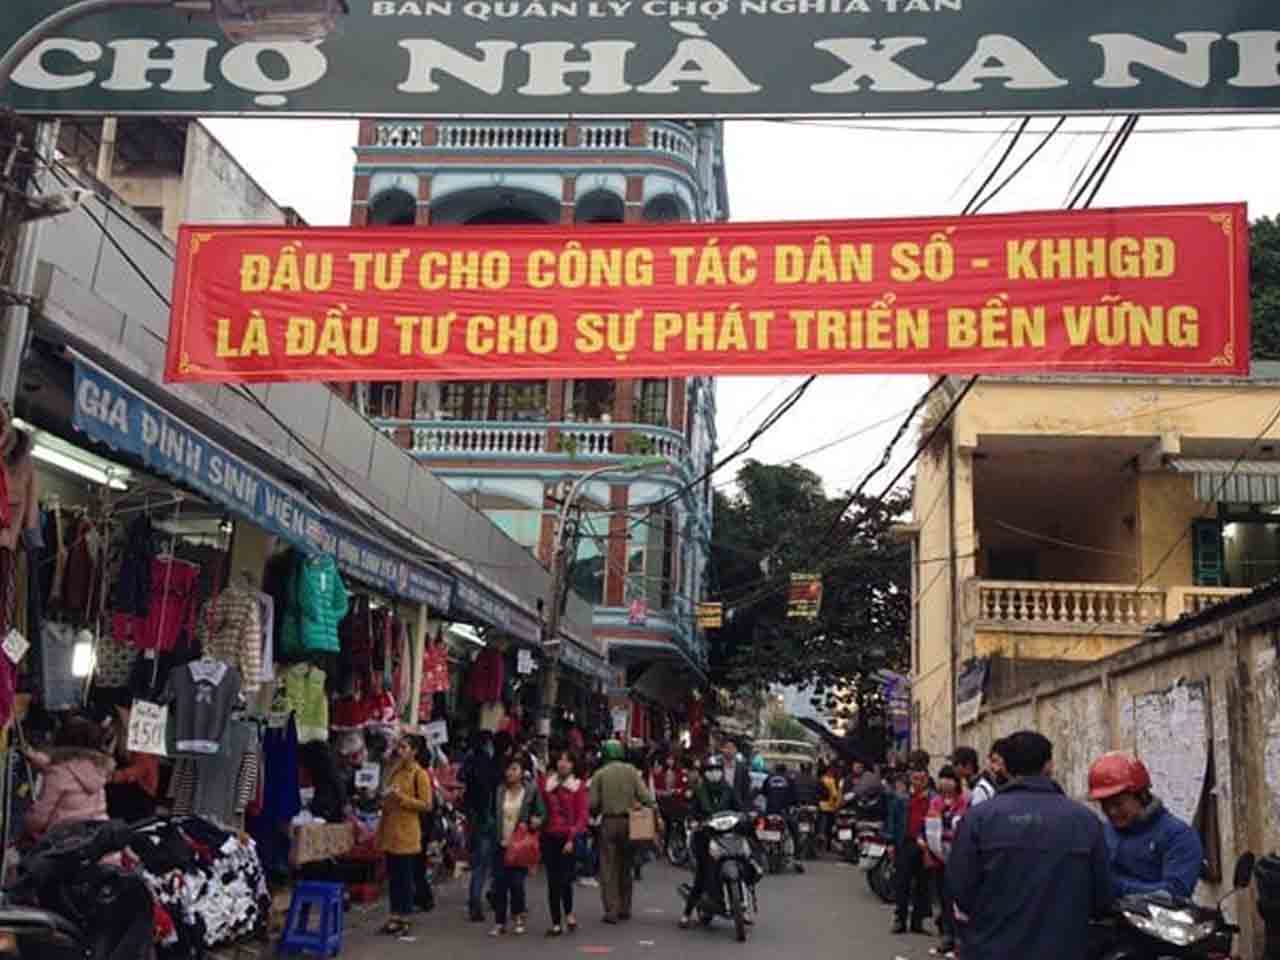 BAN QUẢN LÝ CHỢ NGHĨA TÂN
CHỢ NHÀ XANH
ĐẦU TƯ CHO CÔNG TÁC DÂN SỐ - KHHGĐ
LÀ ĐẦU TƯ CHO SỰ PHÁT TRIỂN BỀN VỮNG
GIA ĐÌNH SINH VIÊN
150